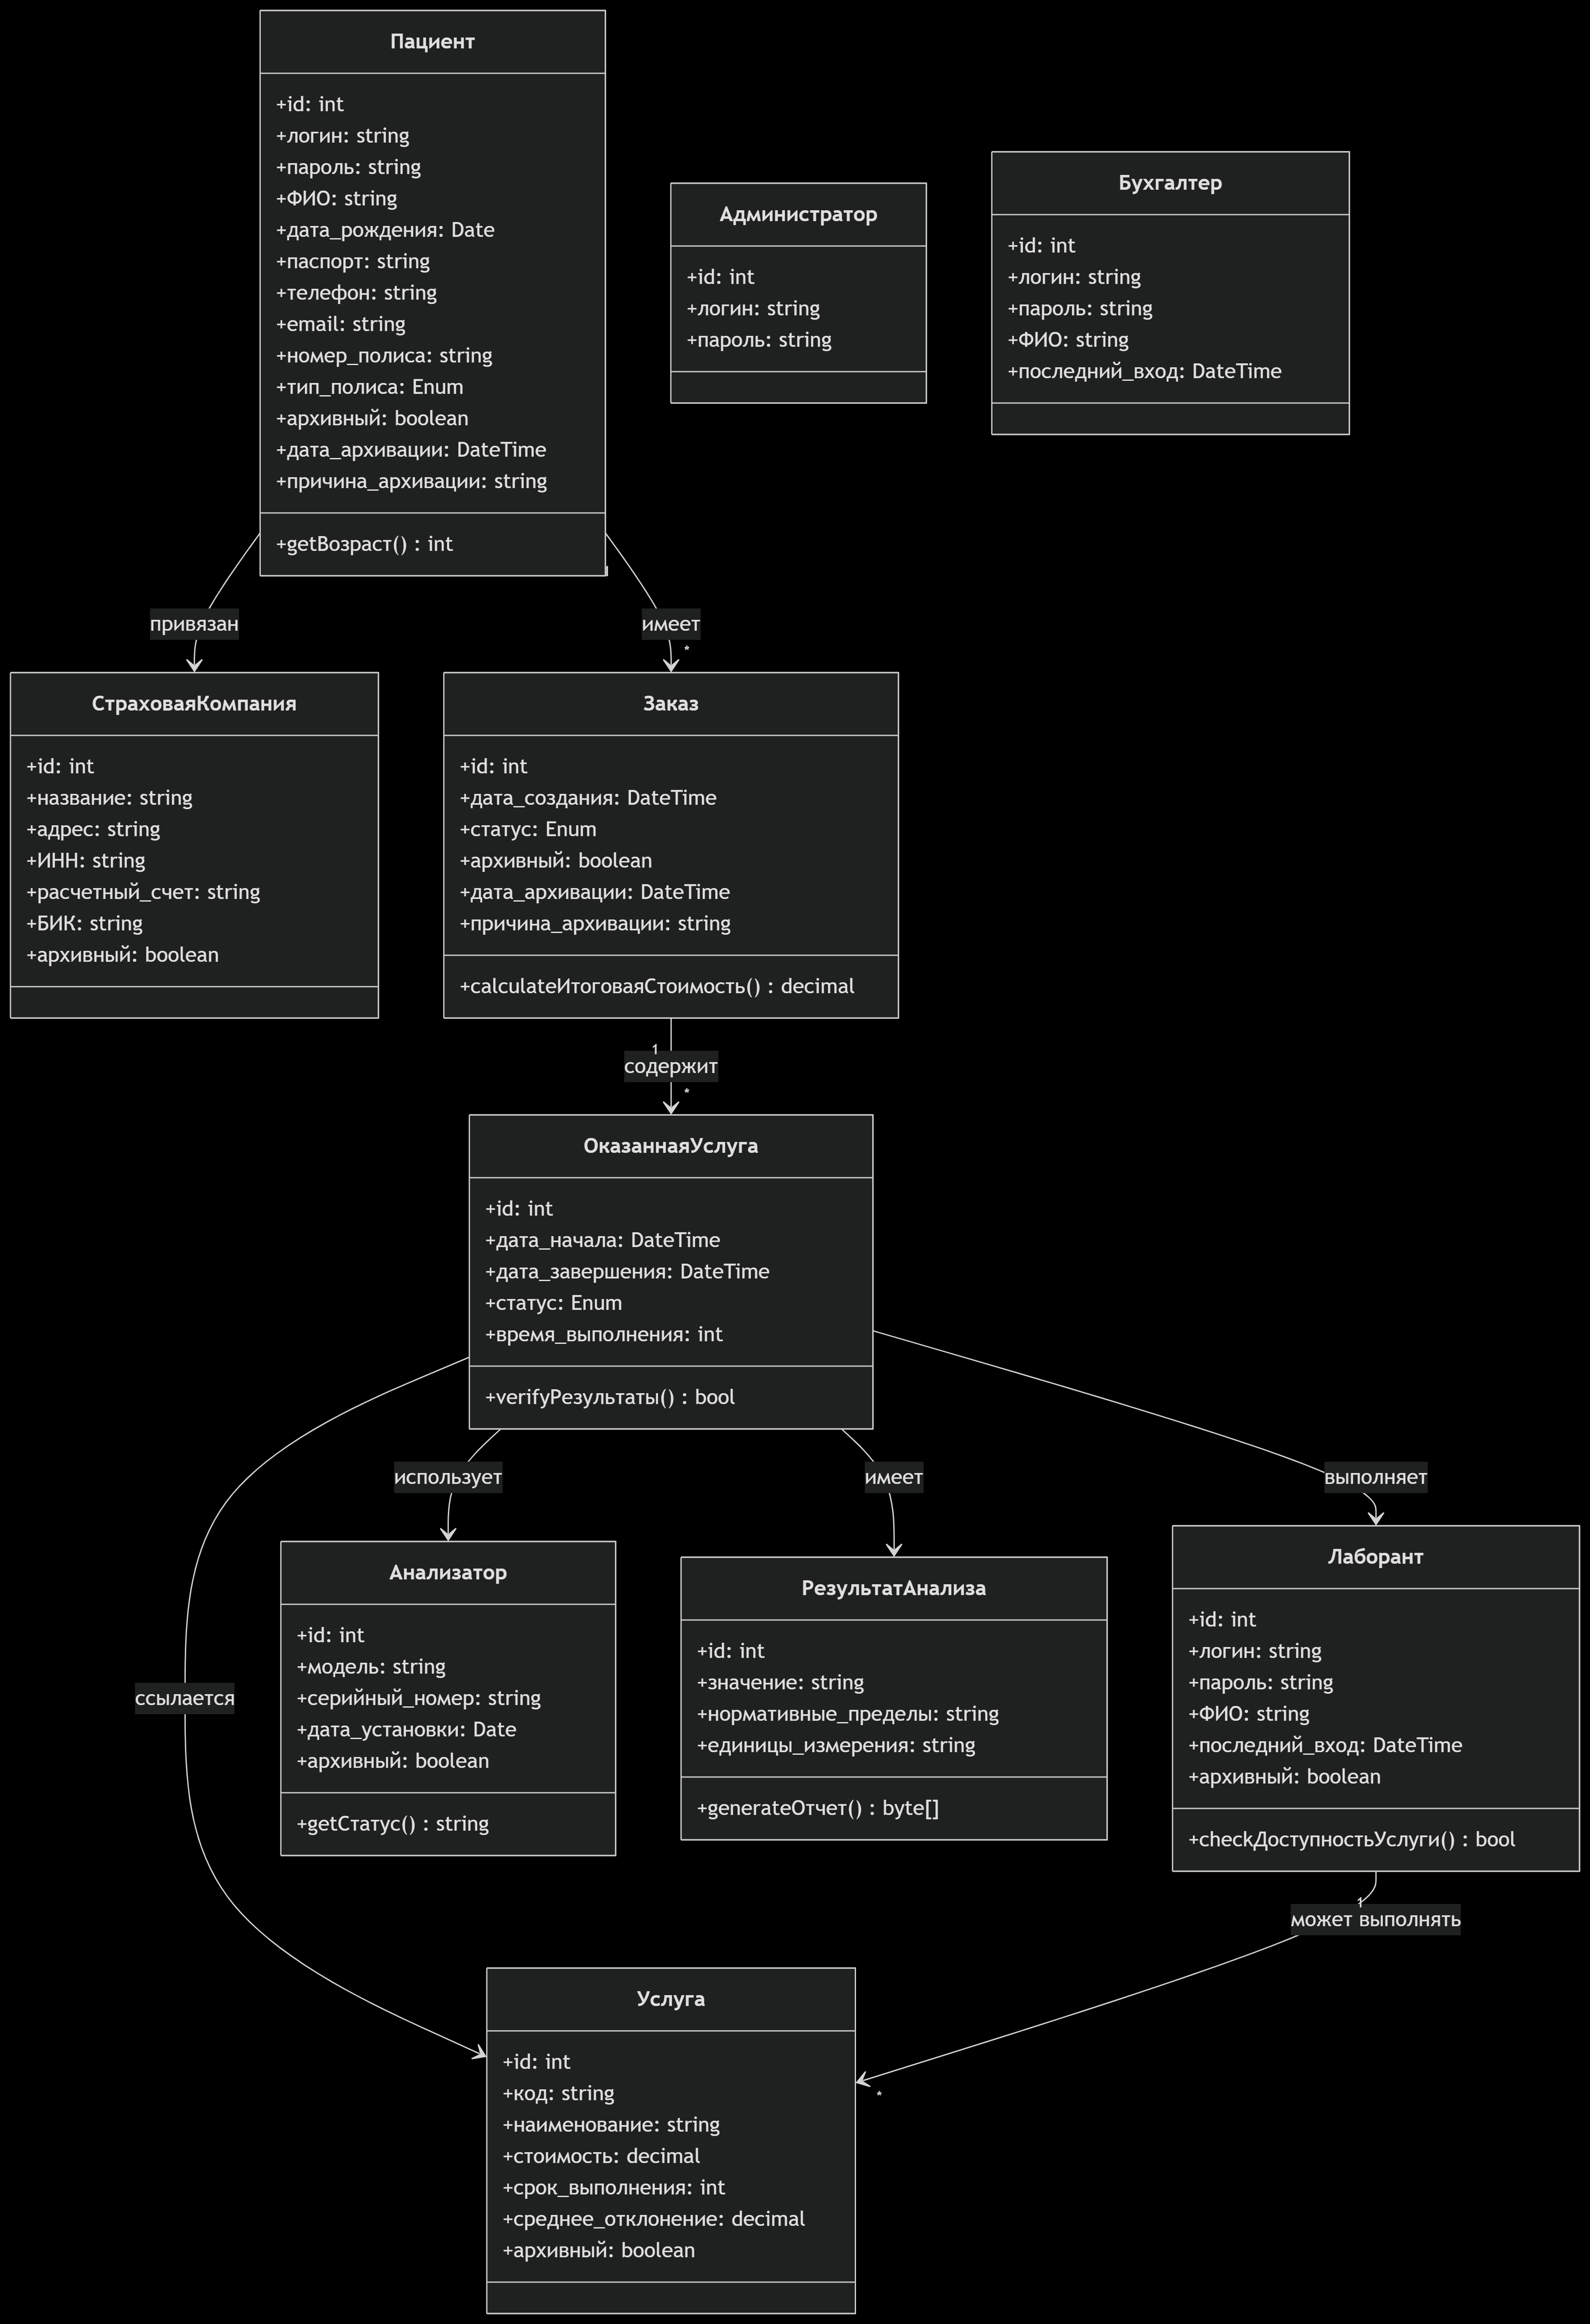 Пациент
+id: int
+логин: string
+пароль: string
+ФИО: string
+дата_рождения: Date
+паспорт: string
+телефон: string
+email: string
+номер_полиса: string
+тип_полиса: Enum
+архивный: boolean
+дата_архивации: DateTime
+причина_архивации: string
+getВозраст() : int
Администратор
+id: int
+логин: string
+пароль: string
Бухгалтер
+id: int
+логин: string
+пароль: string
+ФИО: string
+последний_вход: DateTime
привязан
имеет
*
СтраховаяКомпания
+id: int
+название: string
+адрес: string
+ИНН: string
+расчетный_счет: string
+БИК: string
+архивный: boolean
Заказ
+id: int
+дата_создания: DateTime
+статус: Enum
+архивный: boolean
+дата_архивации: DateTime
+причина_архивации: string
+calculateИтоговаяСтоимость() : decimal
1
содержит
*
ОказаннаяУслуга
+id: int
+дата_начала: DateTime
+дата_завершения: DateTime
+статус: Enum
+время_выполнения: int
+verifyРезультаты() : bool
использует
имеет
выполняет
ссылается
Анализатор
+id: int
+модель: string
+серийный_номер: string
+дата_установки: Date
+архивный: boolean
+getСтатус() : string
РезультатАнализа
+id: int
+значение: string
+нормативные_пределы: string
+единицы_измерения: string
+generateОтчет() : byte[]
Лаборант
+id: int
+логин: string
+пароль: string
+ФИО: string
+последний_вход: DateTime
+архивный: boolean
+checkДоступностьУслуги() : bool
1
может выполнять
*
Услуга
+id: int
+код: string
+наименование: string
+стоимость: decimal
+срок_выполнения: int
+среднее_отклонение: decimal
+архивный: boolean